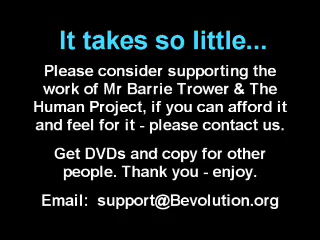 It takes so little...
Please consider supporting the
work of Mr Barrie Trower & The
Human Project, if you can afford it
and feel for it - please contact us.
Get DVDs and copy for other
people. Thank you - enjoy.
Email:  support@Bevolution.org